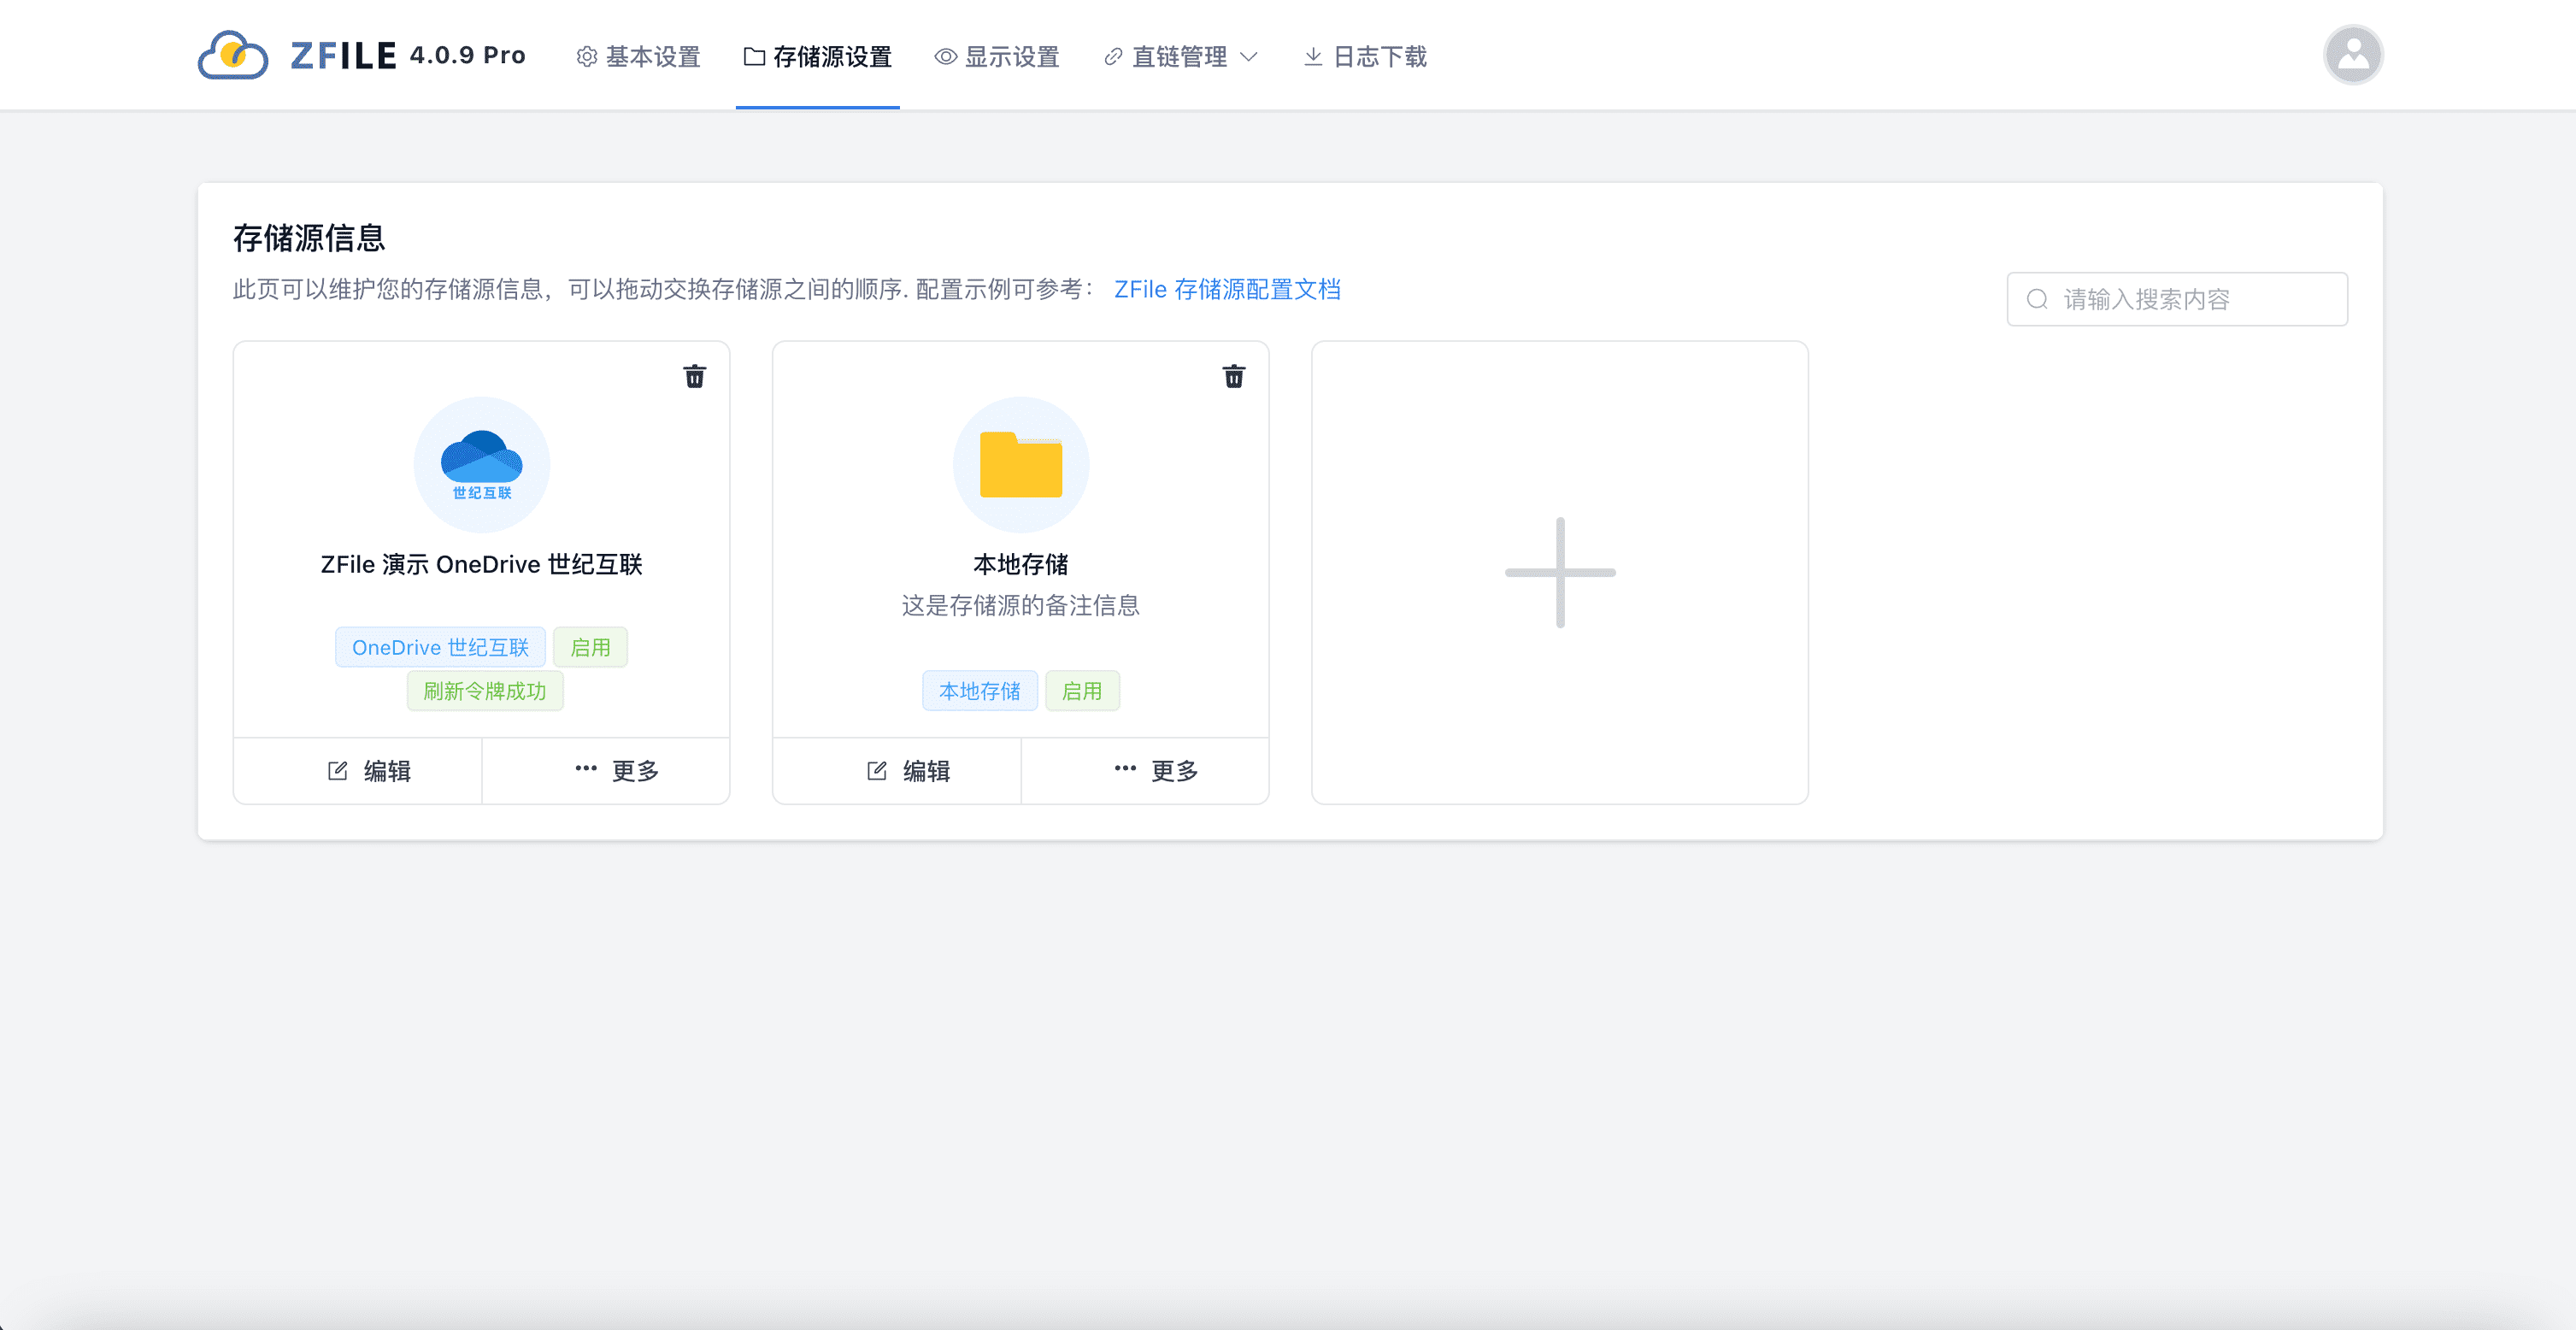 ZFILE 4.0.9 Pro 基本设置 存储源设置 显示设置 直链管理 日志下载
存储源信息
此页可以维护您的存储源信息，可以拖动交换存储源之间的顺序. 配置示例可参考： ZFile 存储源配置文档
请输入搜索内容
世纪互联
ZFile 演示 OneDrive 世纪互联
OneDrive 世纪互联 启用
刷新令牌成功
编辑 更多
本地存储
这是存储源的备注信息
本地存储 启用
编辑 更多